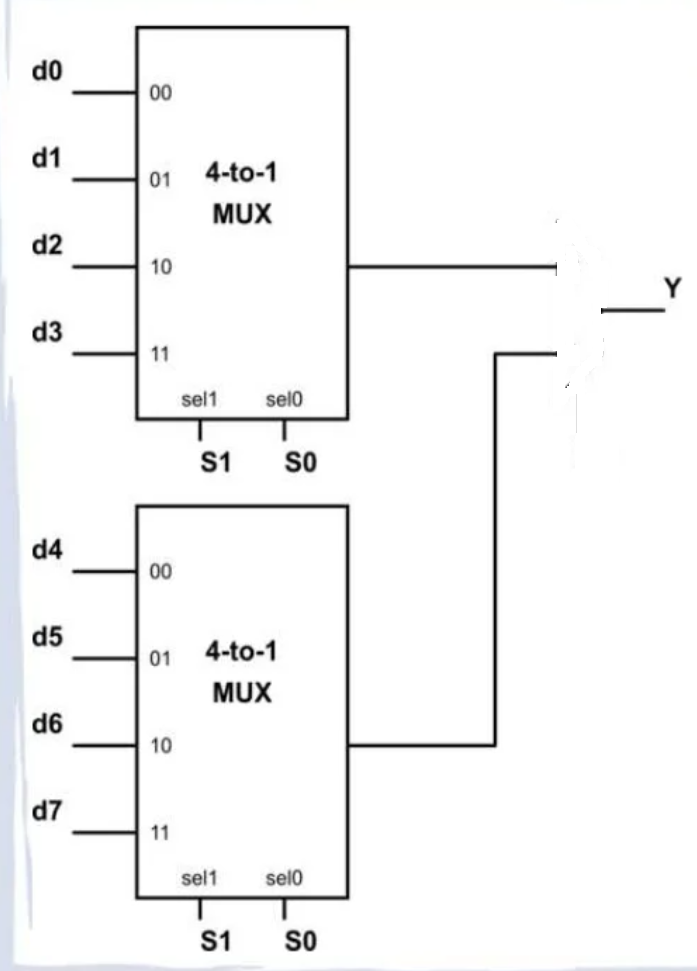 d0
00
d1
01
4-to-1
MUX
d2
10
Y
d3
11
sel1 sel0
S1 S0
d4
00
d5
01
4-to-1
MUX
d6
10
d7
11
sel1 sel0
S1 S0